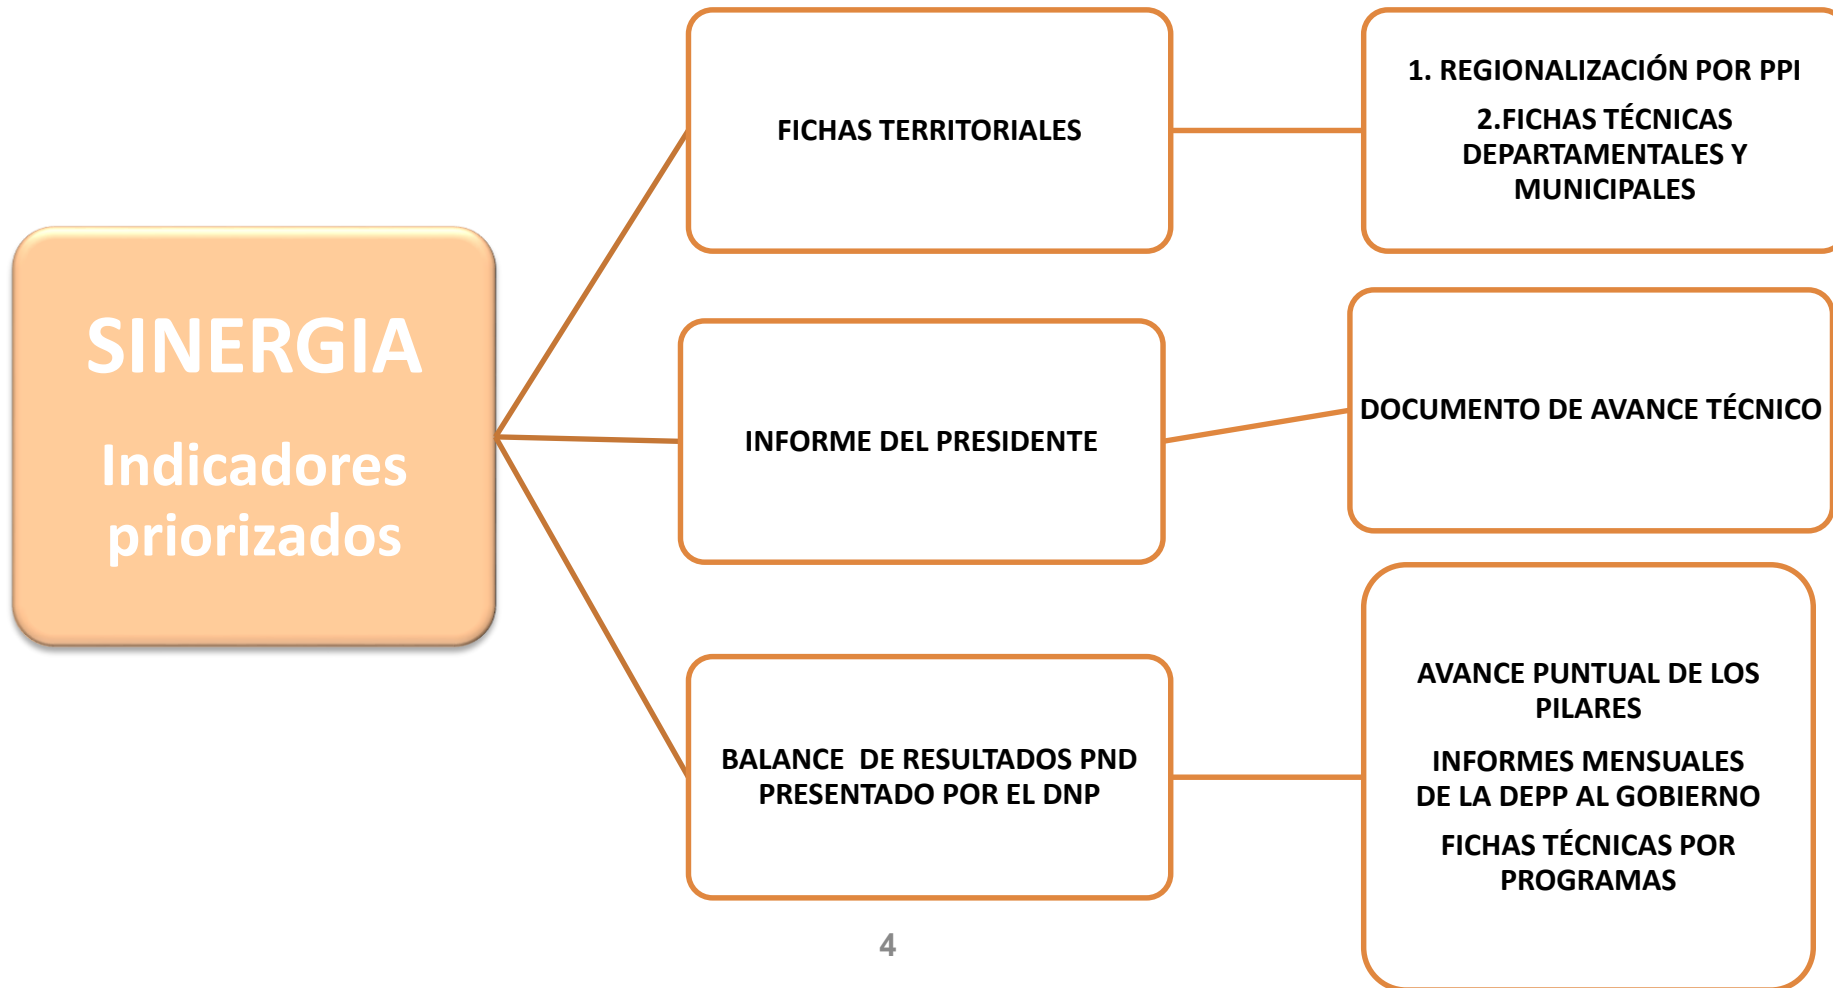 SINERGIA
Indicadores
priorizados
FICHAS TERRITORIALES
1. REGIONALIZACIÓN POR PPI
2.FICHAS TÉCNICAS
DEPARTAMENTALES Y
MUNICIPALES
INFORME DEL PRESIDENTE
DOCUMENTO DE AVANCE TÉCNICO
BALANCE  DE RESULTADOS PND
PRESENTADO POR EL DNP
AVANCE PUNTUAL DE LOS
PILARES
INFORMES MENSUALES
DE LA DEPP AL GOBIERNO
FICHAS TÉCNICAS POR
PROGRAMAS
4